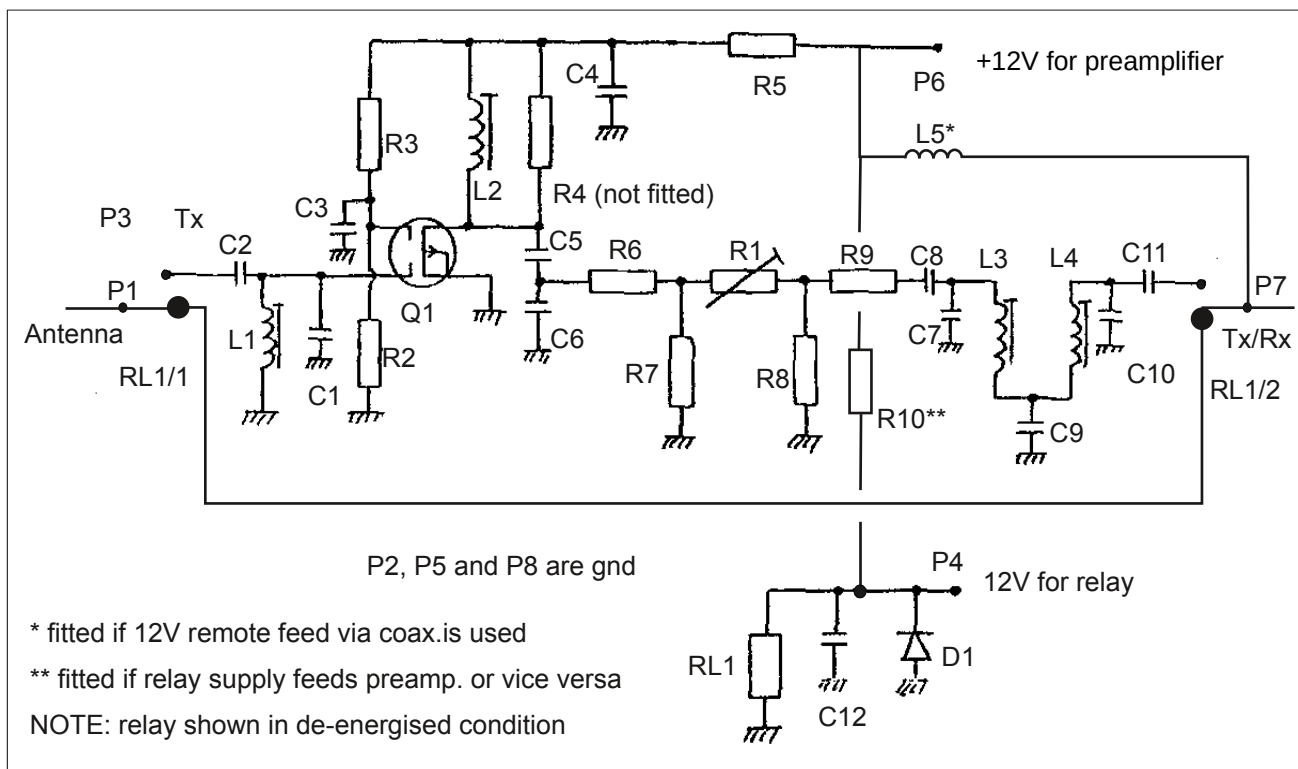 +12V for preamplifier
C4
R5
P6
L5*
R3
L2
R4 (not fitted)
C3
P3
Tx
C2
C5
R6
R1
R9
C8
L3
L4
C11
P1
P7
Antenna
Q1
C6
C7
Tx/Rx
L1
R2
R7
R8
C10
RL1/1
C1
RL1/2
R10**
C9
P2, P5 and P8 are gnd
P4
12V for relay
* fitted if 12V remote feed via coax.is used
** fitted if relay supply feeds preamp. or vice versa
NOTE: relay shown in de-energised condition
RL1
D1
C12